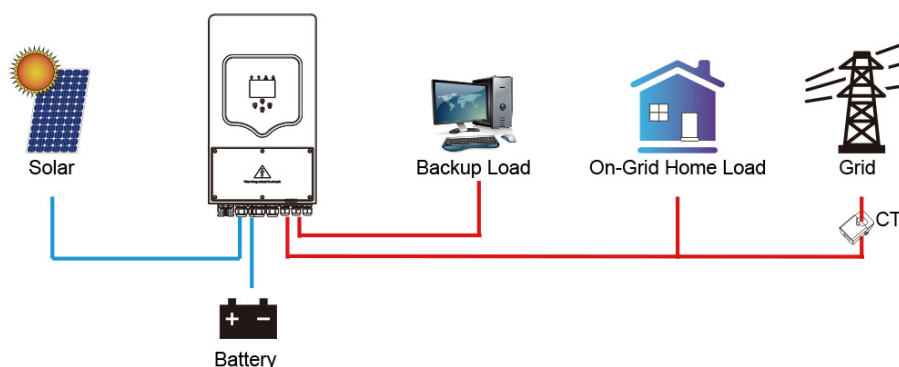 Solar
Backup Load
On-Grid Home Load
Grid
CT
Battery
+ −